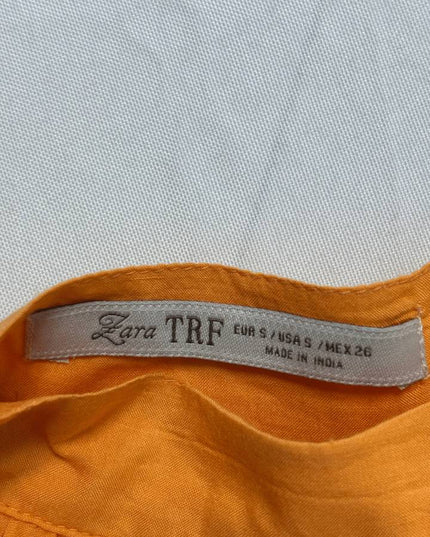 Zara TRF EUR S / USA S / MEX 26
MADE IN INDIA